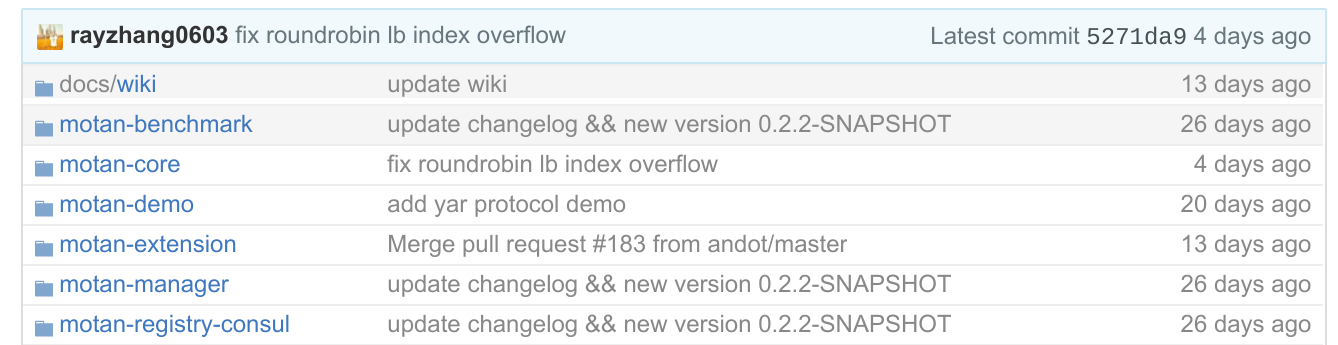 rayzhang0603 fix roundrobin lb index overflow Latest commit 5271da9 4 days ago
docs/wiki update wiki 13 days ago
motan-benchmark update changelog && new version 0.2.2-SNAPSHOT 26 days ago
motan-core fix roundrobin lb index overflow 4 days ago
motan-demo add yar protocol demo 20 days ago
motan-extension Merge pull request #183 from andot/master 13 days ago
motan-manager update changelog && new version 0.2.2-SNAPSHOT 26 days ago
motan-registry-consul update changelog && new version 0.2.2-SNAPSHOT 26 days ago